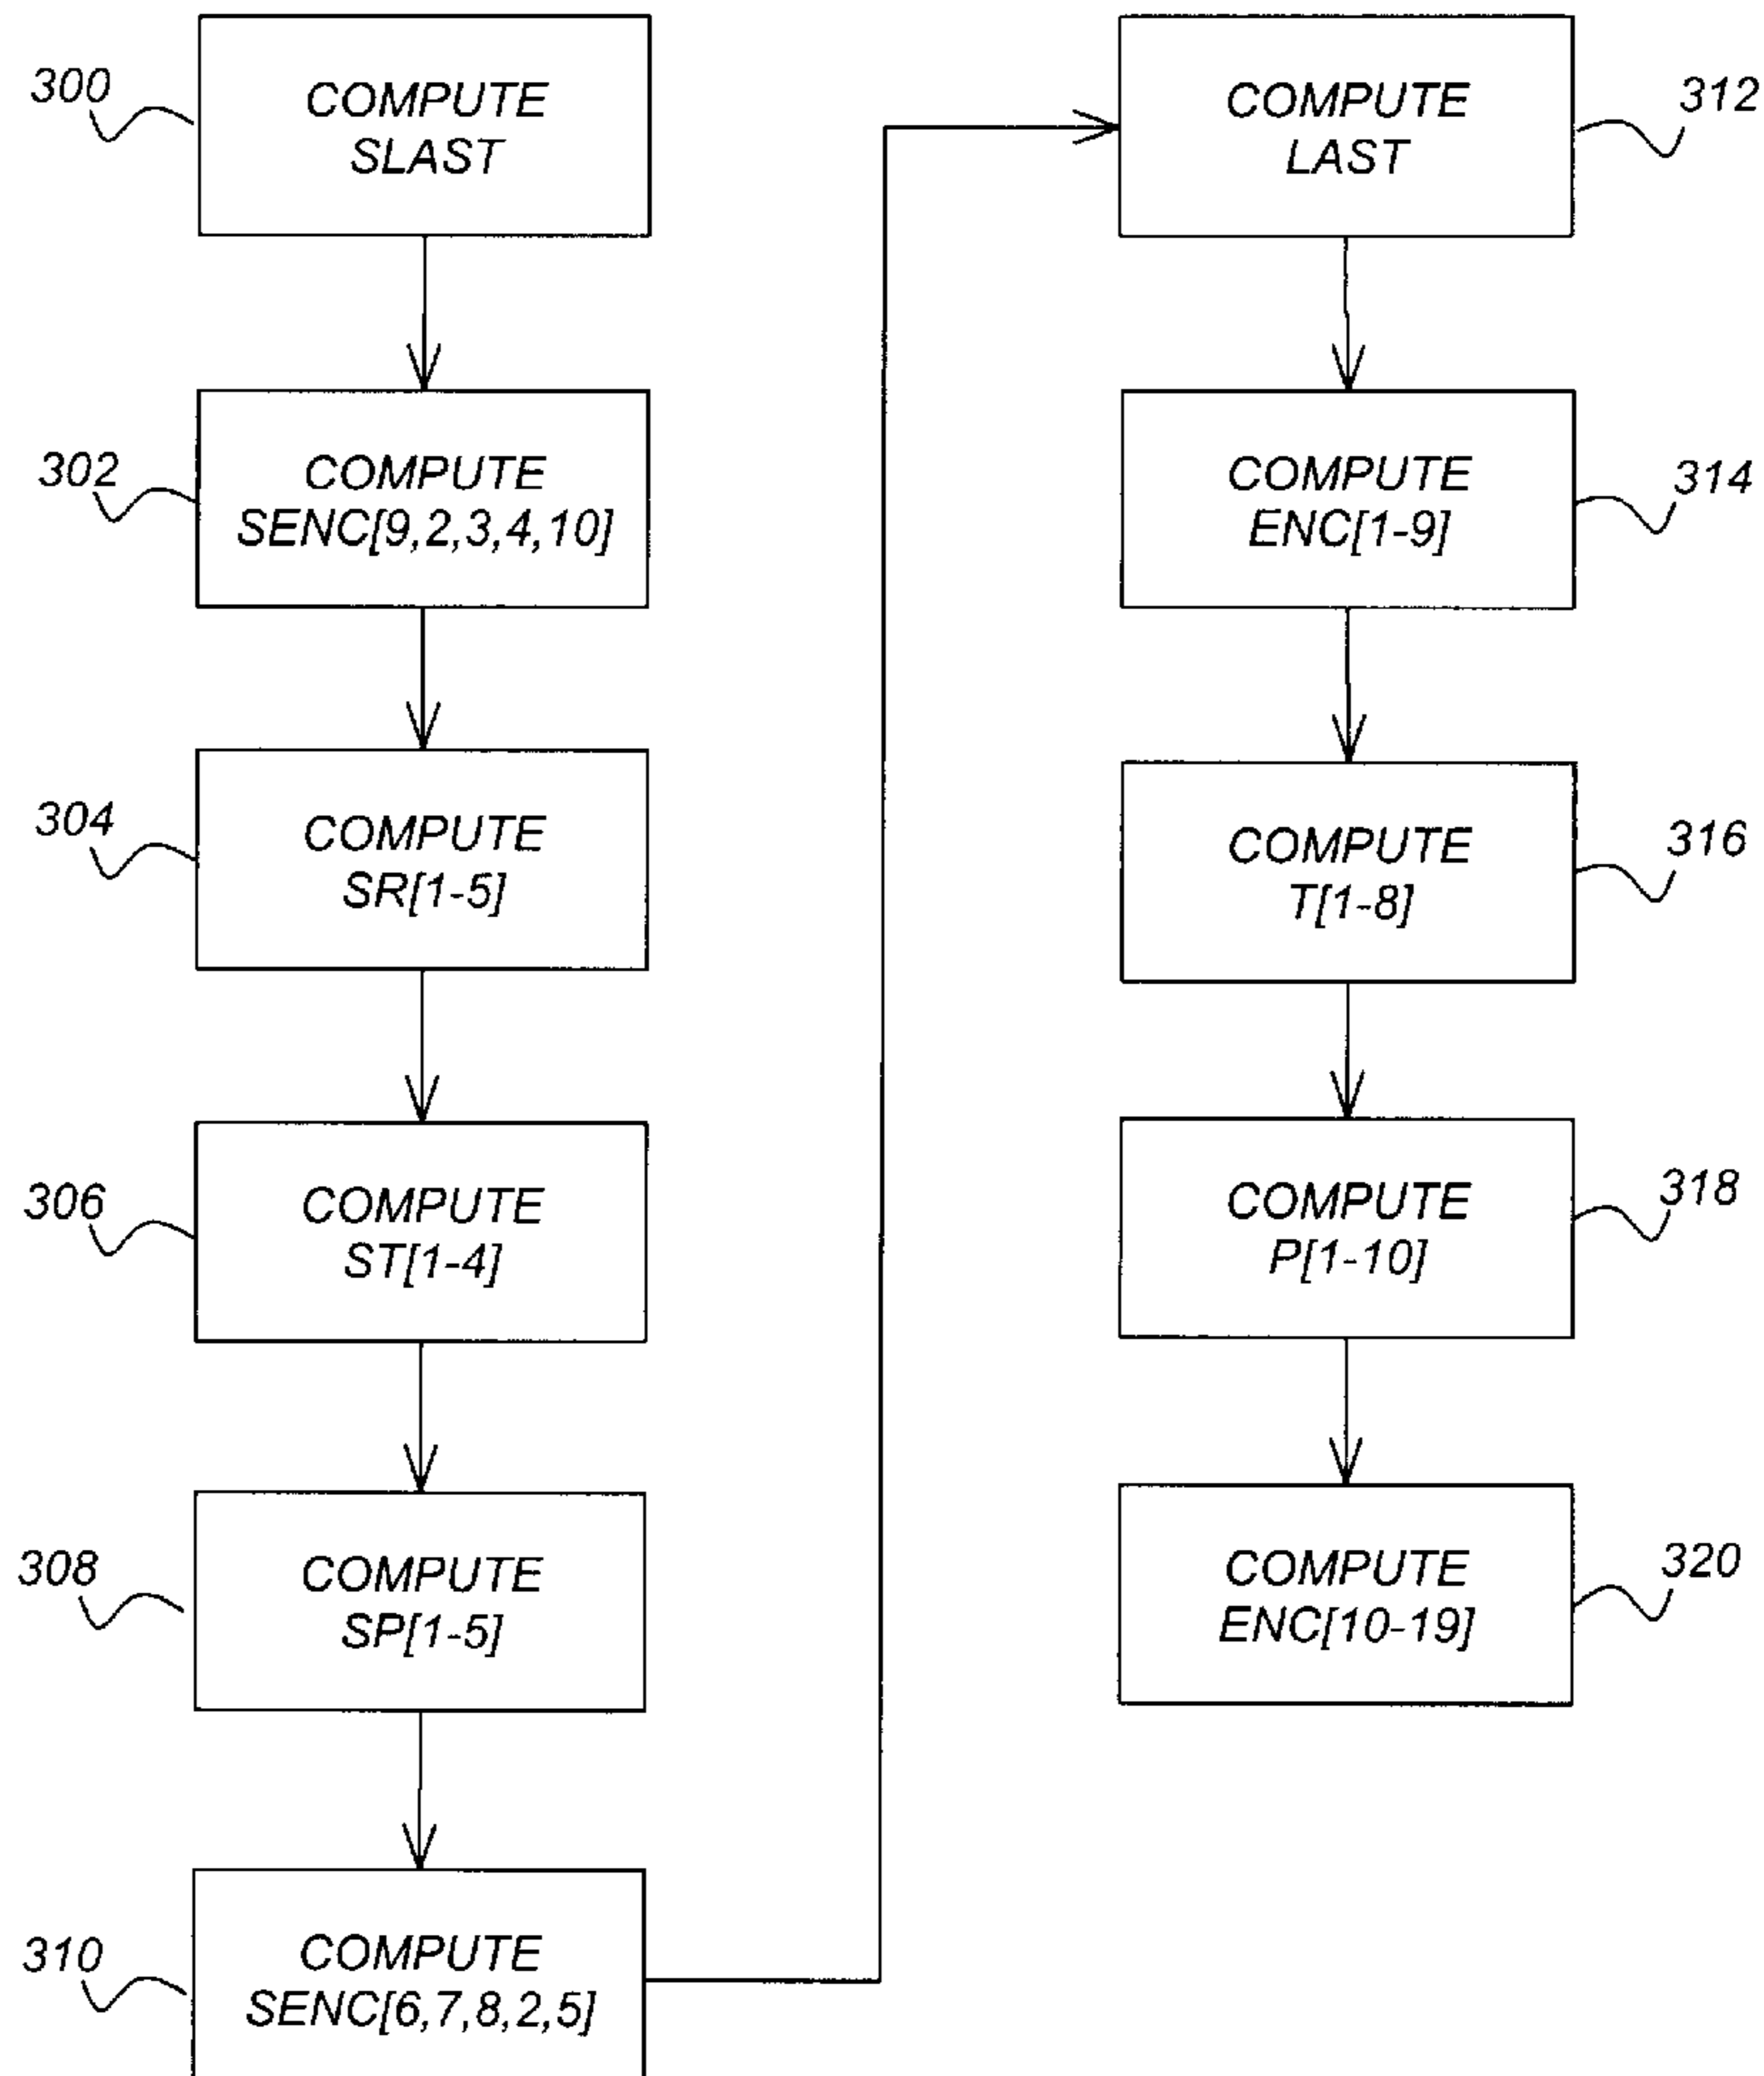 300
COMPUTE
SLAST
302
COMPUTE
SENC[9,2,3,4,10]
304
COMPUTE
SR[1-5]
306
COMPUTE
ST[1-4]
308
COMPUTE
SP[1-5]
310
COMPUTE
SENC[6,7,8,2,5]
312
COMPUTE
LAST
314
COMPUTE
ENC[1-9]
316
COMPUTE
T[1-8]
318
COMPUTE
P[1-10]
320
COMPUTE
ENC[10-19]